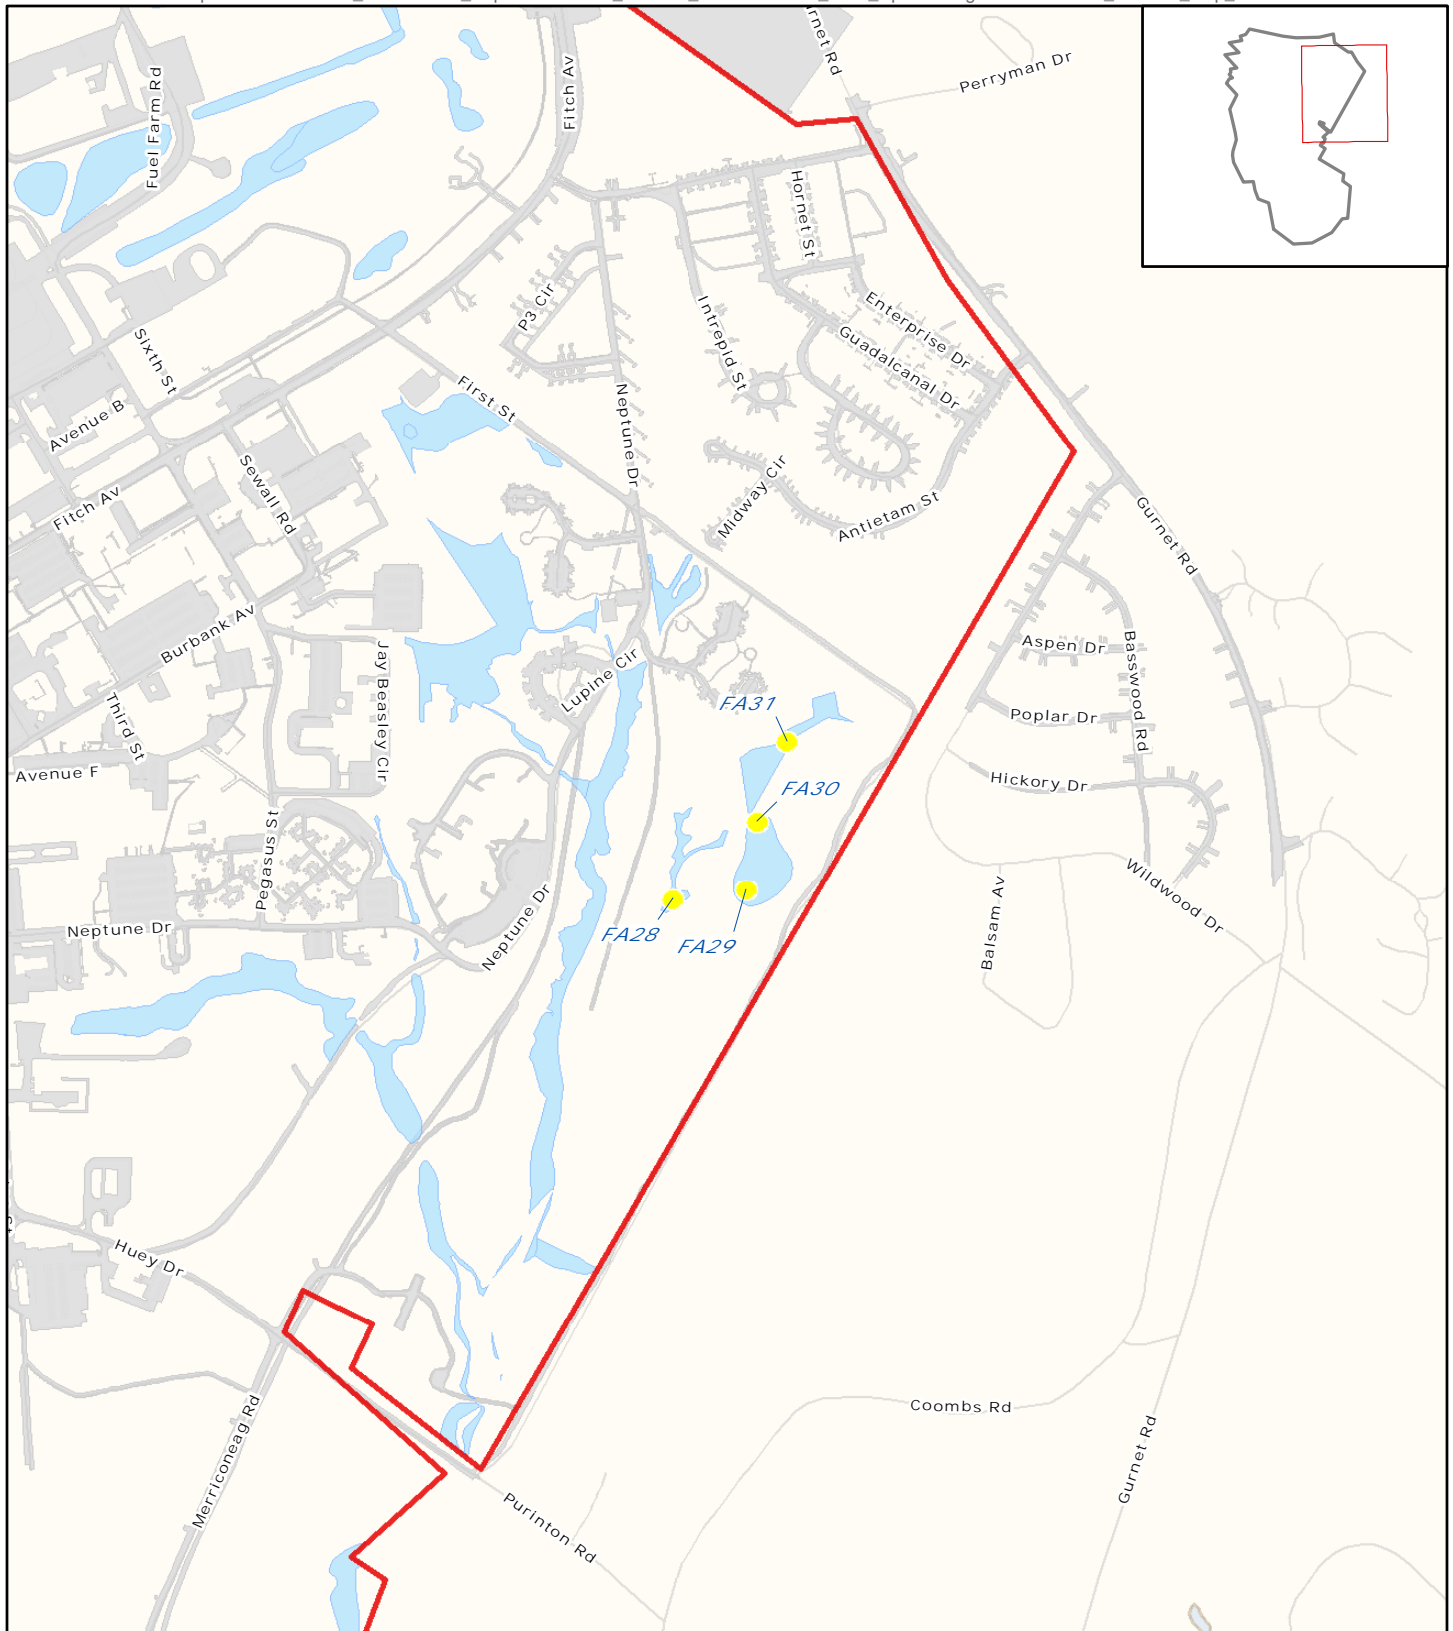 Gurnet Rd
Perryman Dr
Fitch Av
Fuel Farm Rd
Hornet St
P3 Cir
Intrepid St
Enterprise Dr
Guadalcanal Dr
Sixth St
First St
Neptune Dr
Avenue B
Sewall Rd
Midway Cir
Antietam St
Fitch Av
Gurnet Rd
Burbank Av
Jay Beasley Cir
Lupine Cir
Aspen Dr
Basswood Rd
Third St
FA31
Poplar Dr
Avenue F
FA30
Hickory Dr
Pegasus St
Wildwood Dr
Balsam Av
Neptune Dr
Neptune Dr
FA28
FA29
Huey Dr
Merriconeag Rd
Coombs Rd
Gurnet Rd
Purinton Rd